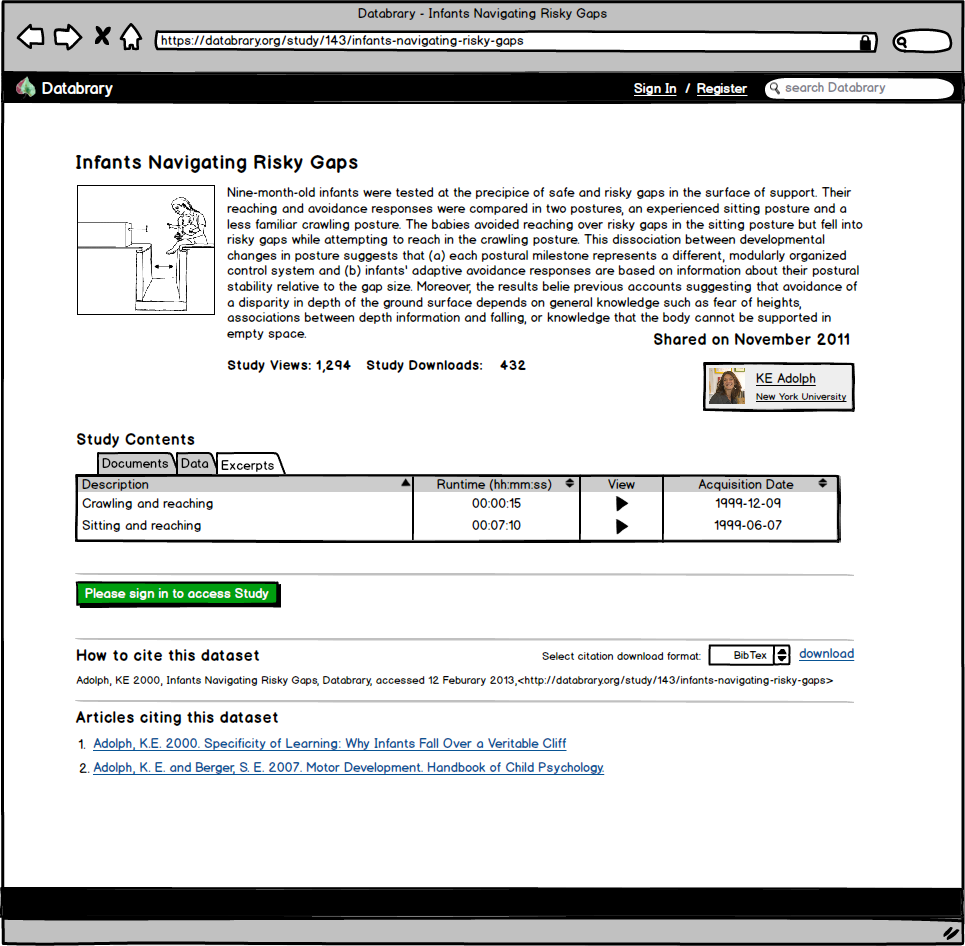 Databrary - Infants Navigating Risky Gaps
https://databrary.org/study/143/infants-navigating-risky-gaps
Databrary
Sign In / Register
search Databrary
Infants Navigating Risky Gaps
Nine-month-old infants were tested at the precipice of safe and risky gaps in the surface of support. Their
reaching and avoidance responses were compared in two postures, an experienced sitting posture and a
less familiar crawling posture. The babies avoided reaching over risky gaps in the sitting posture but fell into
risky gaps while attempting to reach in the crawling posture. This dissociation between developmental
changes in posture suggests that (a) each postural milestone represents a different, modularly organized
control system and (b) infants' adaptive avoidance responses are based on information about their postural
stability relative to the gap size. Moreover, the results belie previous accounts suggesting that avoidance of
a disparity in depth of the ground surface depends on general knowledge such as fear of heights,
associations between depth information and falling, or knowledge that the body cannot be supported in
empty space.
Shared on November 2011
Study Views: 1,294 Study Downloads: 432
KE Adolph
New York University
Study Contents
Documents Data Excerpts
Description Runtime (hh:mm:ss) View Acquisition Date
Crawling and reaching 00:00:15 1999-12-09
Sitting and reaching 00:07:10 1999-06-07
Please sign in to access Study
How to cite this dataset
Select citation download format: BibTex download
Adolph, KE 2000, Infants Navigating Risky Gaps, Databrary, accessed 12 Feburary 2013,<http://databrary.org/study/143/infants-navigating-risky-gaps>
Articles citing this dataset
1. Adolph, K.E. 2000. Specificity of Learning: Why Infants Fall Over a Veritable Cliff
2. Adolph, K. E. and Berger, S. E. 2007. Motor Development. Handbook of Child Psychology.